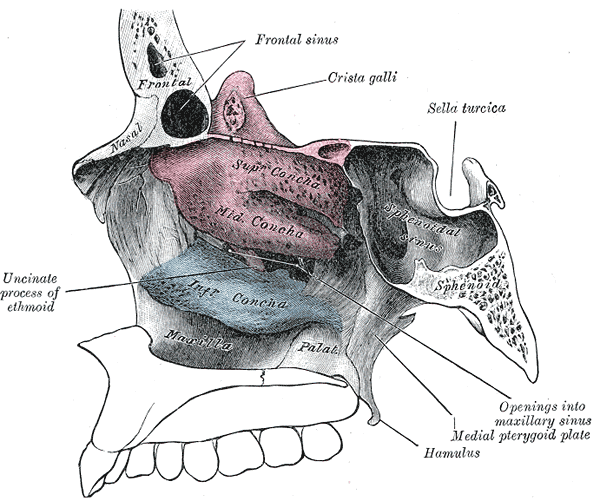 Frontal sinus
Frontal
Crista galli
Nasal
Sella turcica
Supr Concha
Mid. Concha
Sphenoidal
sinus
Uncinate
process of
ethmoid
Infr Concha
Sphenoid
Maxilla
Palat.
Openings into
maxillary sinus
Medial pterygoid plate
Hamulus